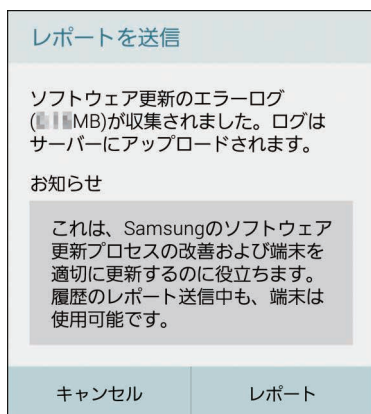 レポートを送信
ソフトウェア更新のエラーログ
(MB)が収集されました。ログは
サーバーにアップロードされます。
お知らせ
これは、Samsungのソフトウェア
更新プロセスの改善および端末を
適切に更新するのに役立ちます。
履歴のレポート送信中も、端末は
使用可能です。
キャンセル
レポート